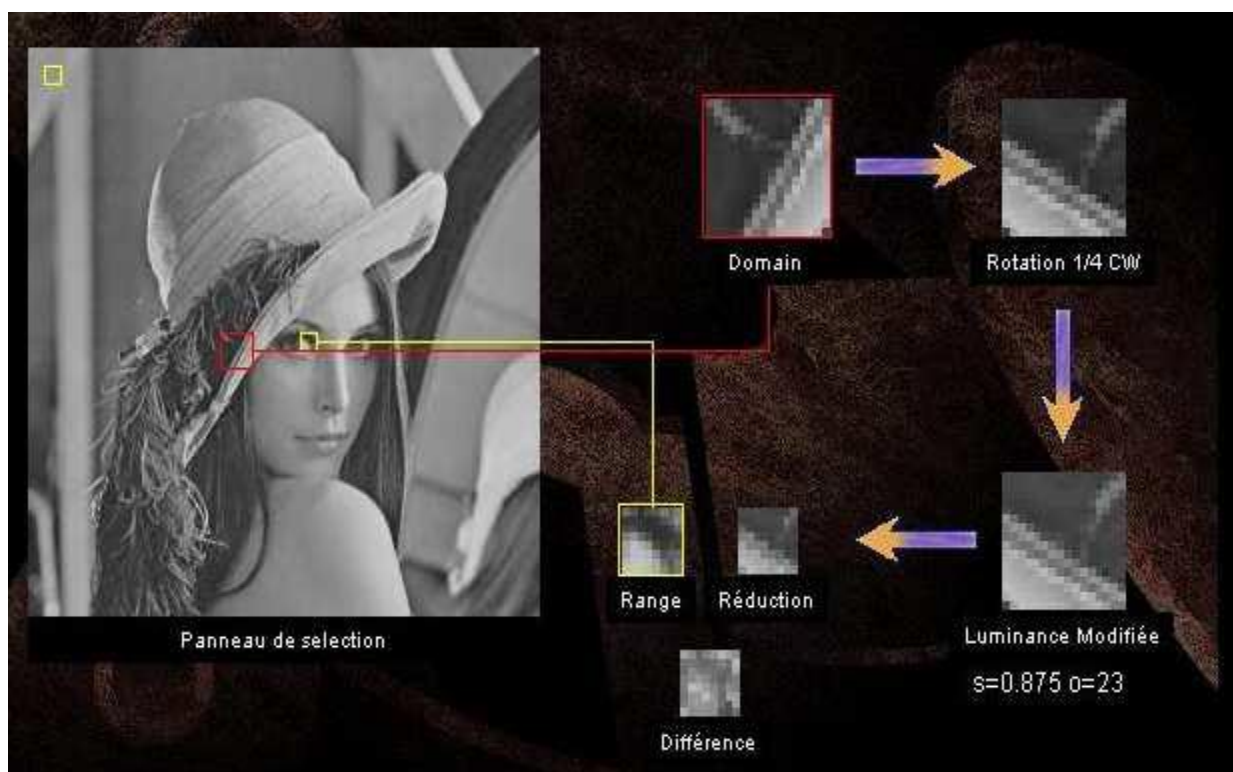 Domain
Rotation 1/4 CW
Range
Réduction
Luminance Modifiée
s=0.875 o=23
Panneau de selection
Différence